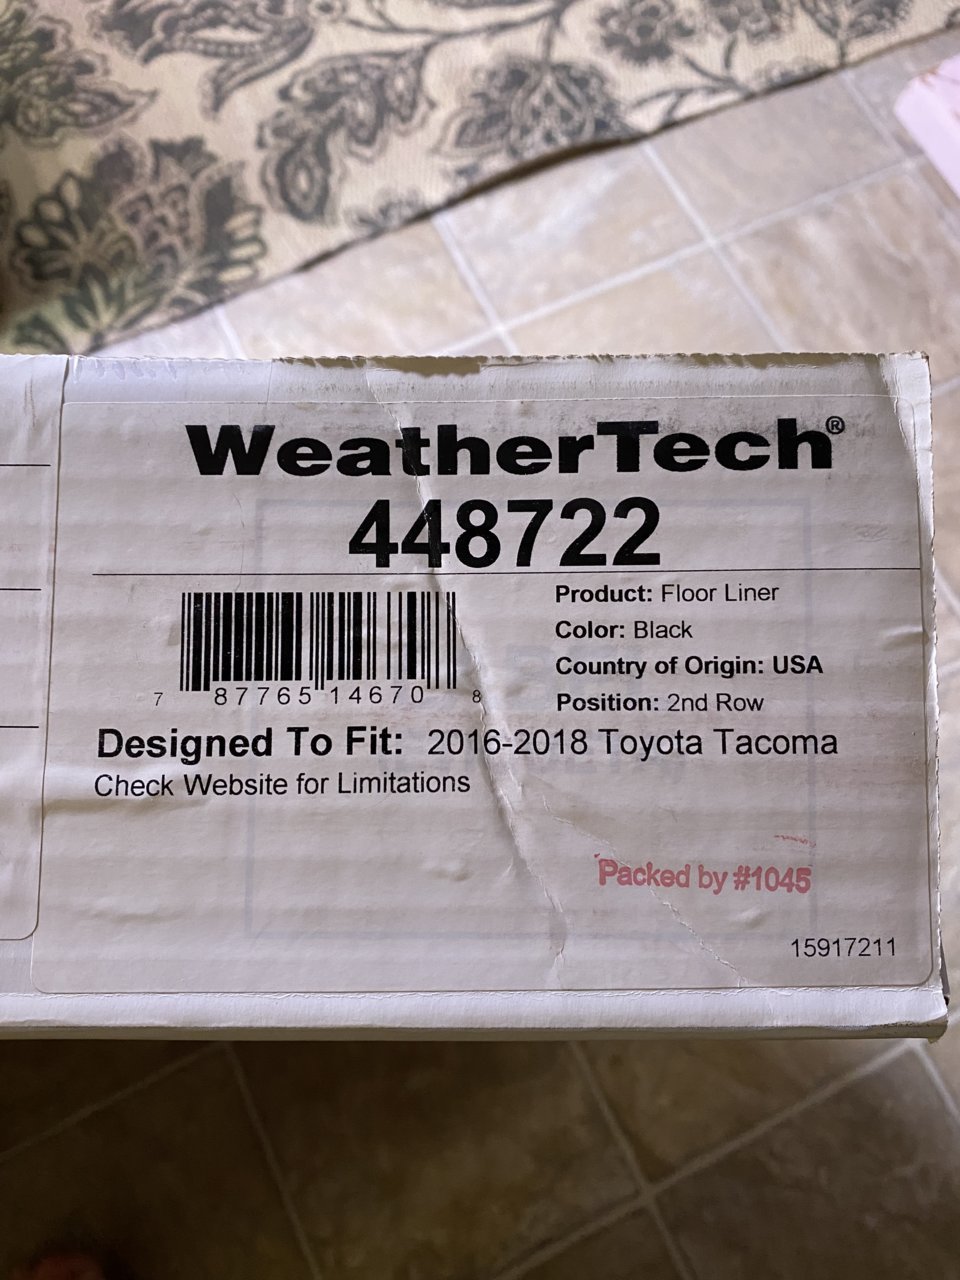 WeatherTech®
448722
Product: Floor Liner
Color: Black
Country of Origin: USA
Position: 2nd Row
7 87765 14670 8
Designed To Fit: 2016-2018 Toyota Tacoma
Check Website for Limitations
Packed by #1045
15917211